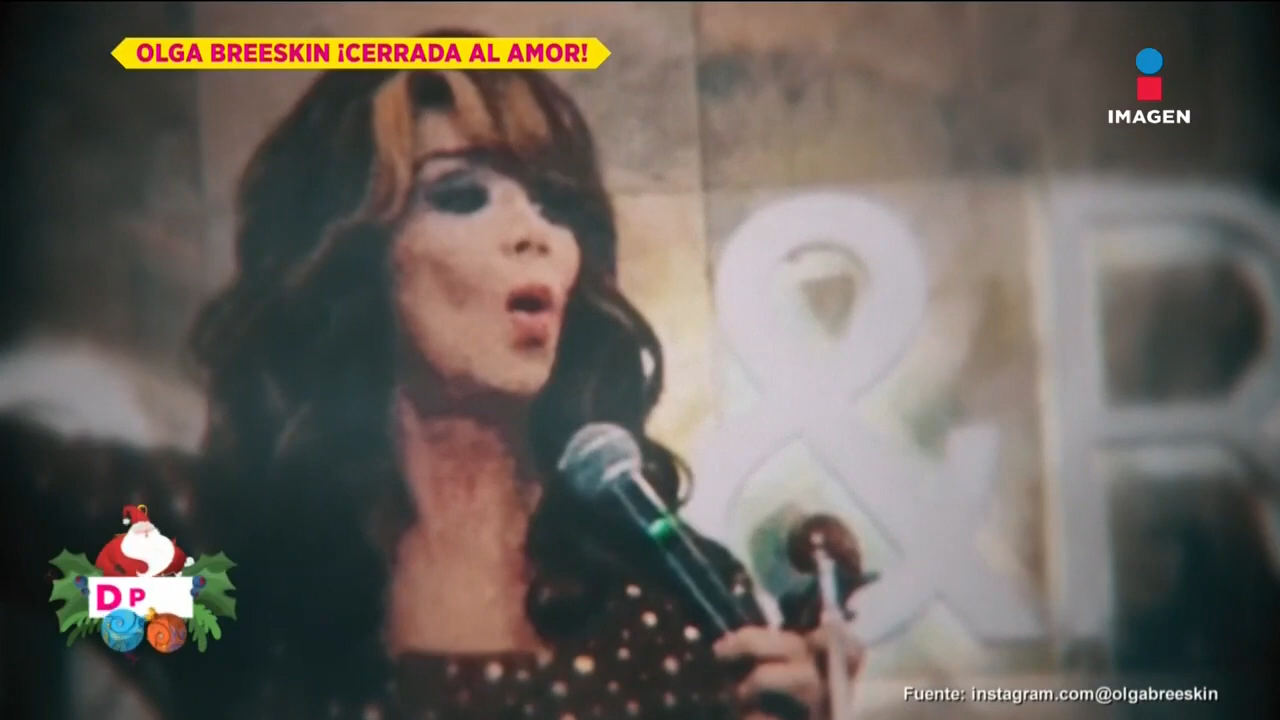 OLGA BREESKIN ¡CERRADA AL AMOR!
IMAGEN
& R
DP
Fuente: instagram.com@olgabreeskin